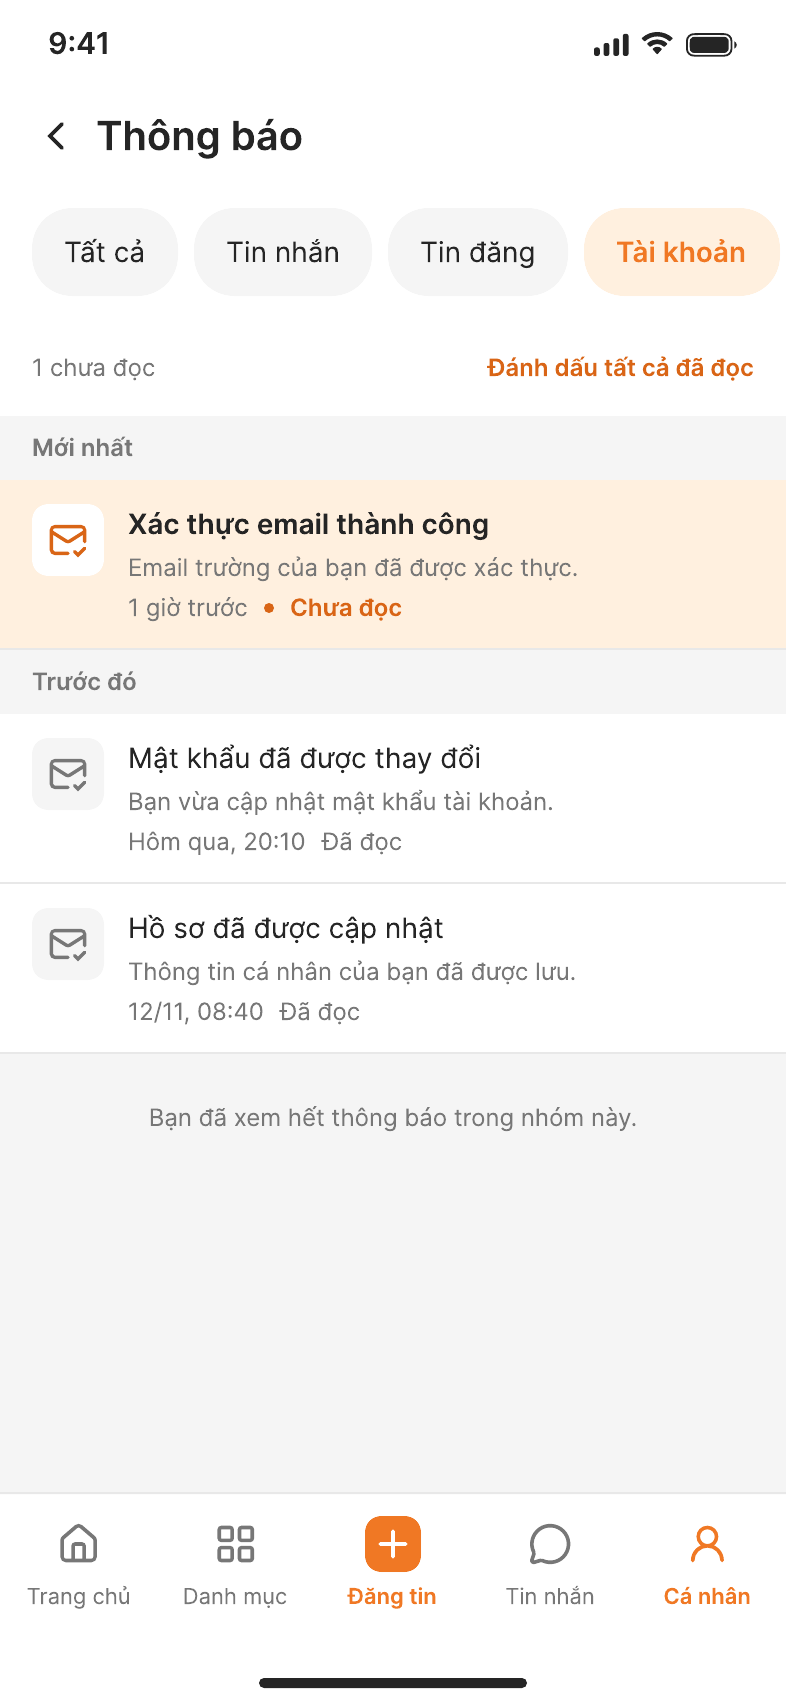 9:41
Thông báo
Tất cả
Tin nhắn
Tin đăng
Tài khoản
1 chưa đọc
Đánh dấu tất cả đã đọc
Mới nhất
Xác thực email thành công
Email trường của bạn đã được xác thực.
1 giờ trước • Chưa đọc
Trước đó
Mật khẩu đã được thay đổi
Bạn vừa cập nhật mật khẩu tài khoản.
Hôm qua, 20:10 Đã đọc
Hồ sơ đã được cập nhật
Thông tin cá nhân của bạn đã được lưu.
12/11, 08:40 Đã đọc
Bạn đã xem hết thông báo trong nhóm này.
Trang chủ
Danh mục
Đăng tin
Tin nhắn
Cá nhân